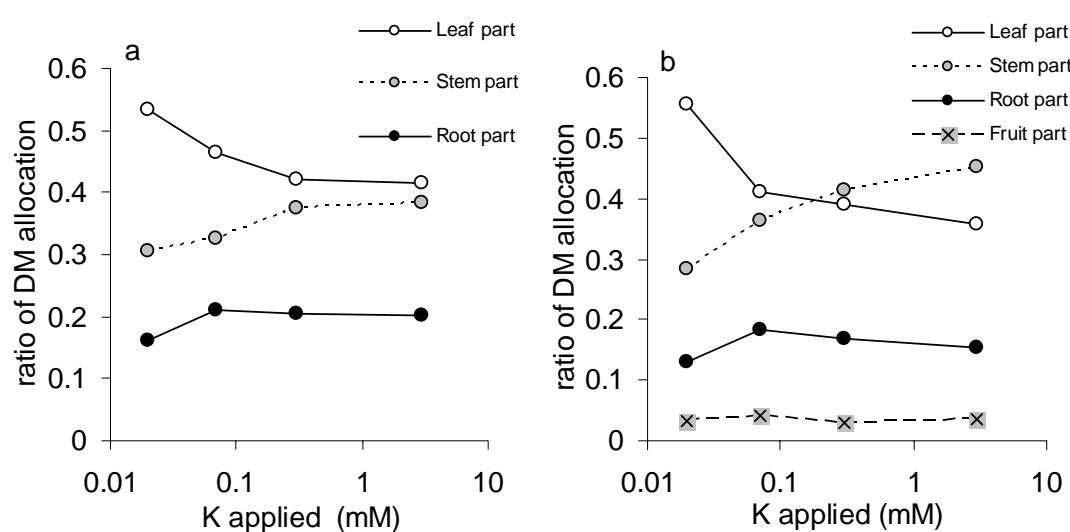 a
Leaf part
Stem part
Root part
0.6
0.5
0.4
0.3
0.2
0.1
0
ratio of DM allocation
0.01
0.1
1
10
K applied (mM)
b
Leaf part
Stem part
Root part
Fruit part
0.6
0.5
0.4
0.3
0.2
0.1
0
ratio of DM allocation
0.01
0.1
1
10
K applied (mM)